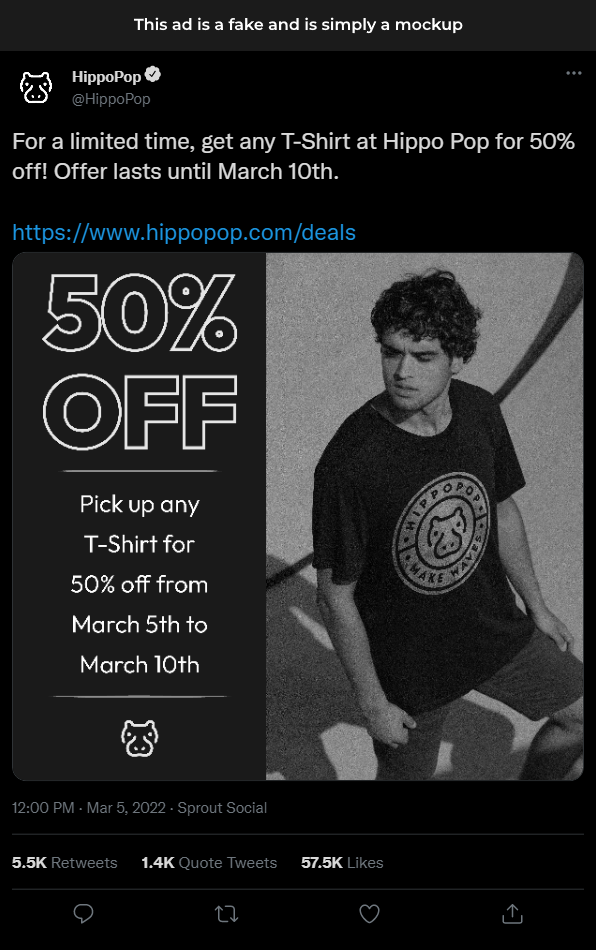 This ad is a fake and is simply a mockup
HippoPop
@HippoPop
For a limited time, get any T-Shirt at Hippo Pop for 50%
off! Offer lasts until March 10th.
https://www.hippopop.com/deals
50%
OFF
Pick up any
T-Shirt for
50% off from
March 5th to
March 10th
HIPPOPOP
MAKE WAVES
12:00 PM · Mar 5, 2022 · Sprout Social
5.5K Retweets 1.4K Quote Tweets 57.5K Likes